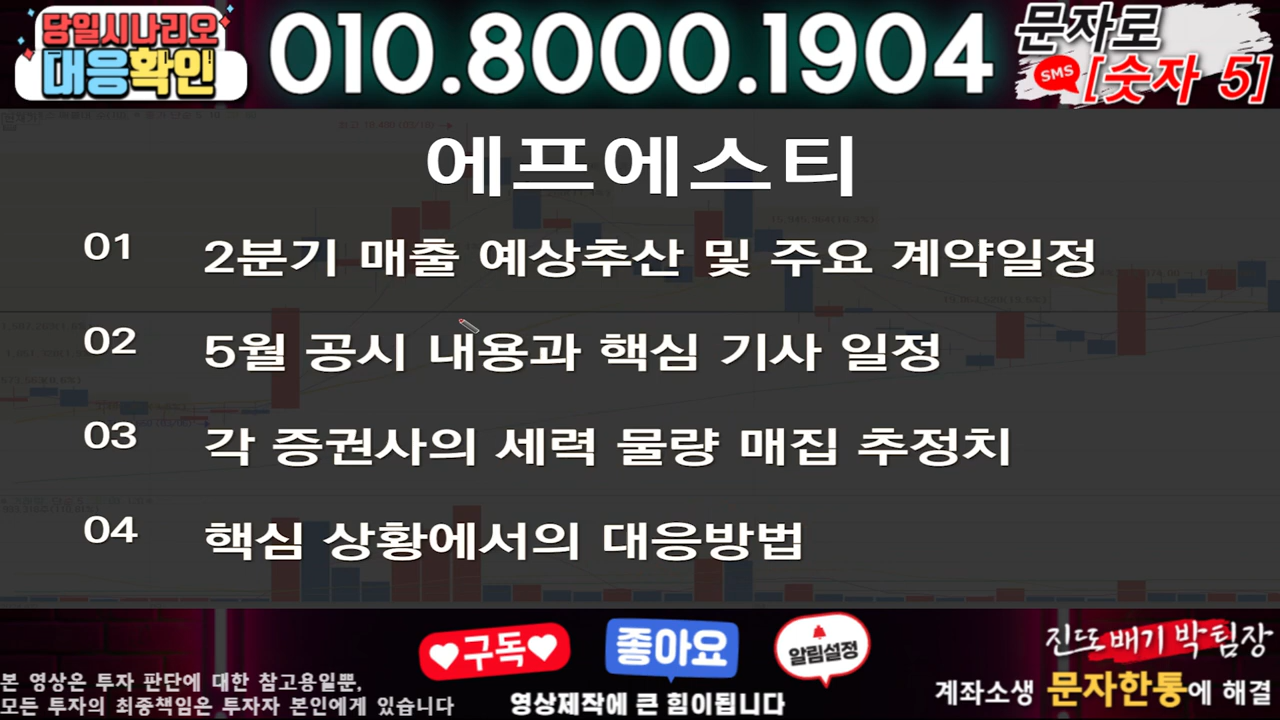 당일시나리오
대응확인
010.8000.1904
문자로
SMS
[숫자 5]
에프에스티
01 2분기 매출 예상추산 및 주요 계약일정
02 5월 공시 내용과 핵심 기사 일정
03 각 증권사의 세력 물량 매집 추정치
04 핵심 상황에서의 대응방법
구독
좋아요
알림설정
영상제작에 큰 힘이됩니다
본 영상은 투자 판단에 대한 참고용일뿐,
모든 투자의 최종책임은 투자자 본인에게 있습니다
진또배기 박팀장
계좌소생 문자한통에 해결